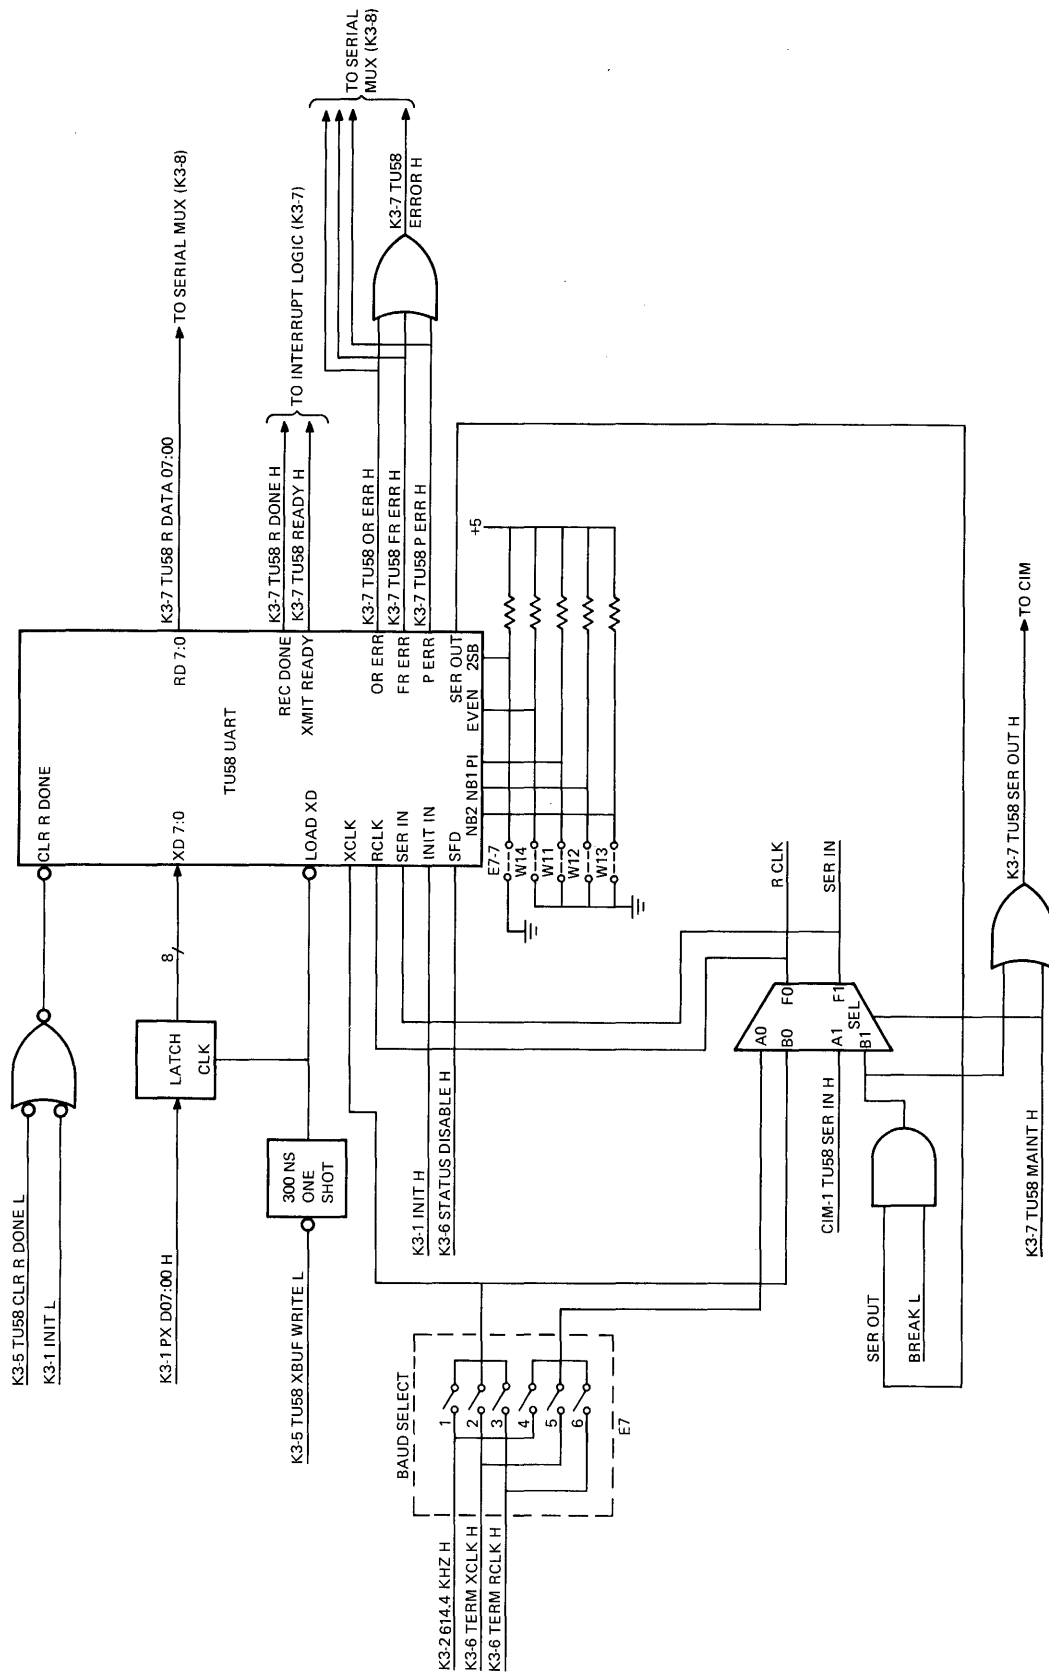 K3-5 TU58 CLR R DONE L
K3-1 INIT L
K3-1 PX D07:00 H
LATCH
CLK
8
K3-5 TU58 XBUF WRITE L
300 NS
ONE
SHOT
K3-1 INIT H
K3-6 STATUS DISABLE H
CLR R DONE
XD 7:0
LOAD XD
XCLK
RCLK
SER IN
INIT IN
SFD
TU58 UART
RD 7:0
REC DONE
XMIT READY
OR ERR
FR ERR
P ERR
SER OUT
NB2
NB1
PI
EVEN
2SB
K3-7 TU58 R DATA 07:00
TO SERIAL MUX (K3-8)
K3-7 TU58 R DONE H
K3-7 TU58 READY H
TO INTERRUPT LOGIC (K3-7)
K3-7 TU58 OR ERR H
K3-7 TU58 FR ERR H
K3-7 TU58 P ERR H
K3-7 TU58
ERROR H
TO SERIAL
MUX (K3-8)
+5
E7-7
W14
W11
W12
W13
BAUD SELECT
K3-2 614.4 KHZ H
K3-6 TERM XCLK H
K3-6 TERM RCLK H
1
2
3
4
5
6
E7
A0
B0
A1
B1
F0
F1
SEL
R CLK
SER IN
CIM-1 TU58 SER IN H
SER OUT
BREAK L
K3-7 TU58 MAINT H
K3-7 TU58 SER OUT H
TO CIM